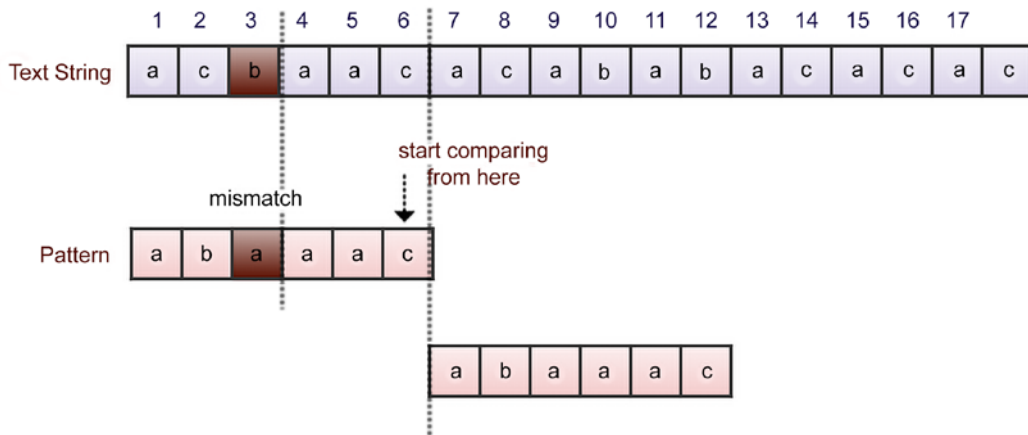 1 2 3 4 5 6 7 8 9 10 11 12 13 14 15 16 17
Text String a c b a a c a c a b a b a c a c a c
start comparing
from here
mismatch
Pattern a b a a a c
a b a a a c